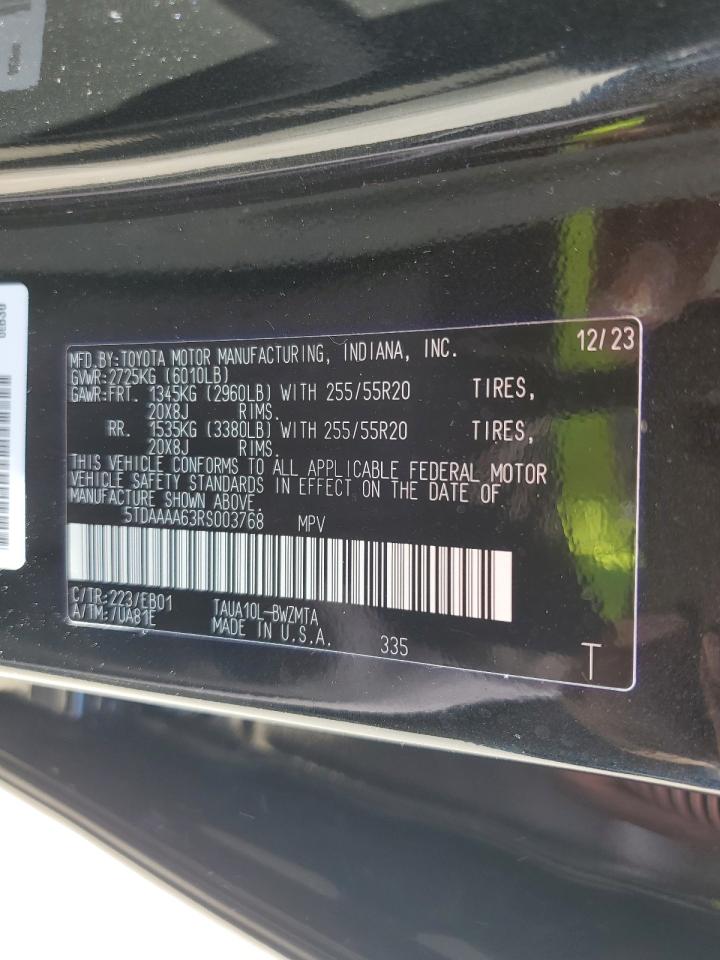 MFD.BY:TOYOTA MOTOR MANUFACTURING, INDIANA, INC. 12/23
GVWR:2725KG (6010LB)
GAWR:FRT. 1345KG (2960LB) WITH 255/55R20 TIRES,
20X8J RIMS.
RR. 1535KG (3380LB) WITH 255/55R20 TIRES,
20X8J RIMS.
THIS VEHICLE CONFORMS TO ALL APPLICABLE FEDERAL MOTOR
VEHICLE SAFETY STANDARDS IN EFFECT ON THE DATE OF
MANUFACTURE SHOWN ABOVE.
5TDAAAA63RS003768 MPV
C/TR:223/EB01 TAUA10L-BWZMTA
A/TM:7UA81E MADE IN U.S.A. 335 T